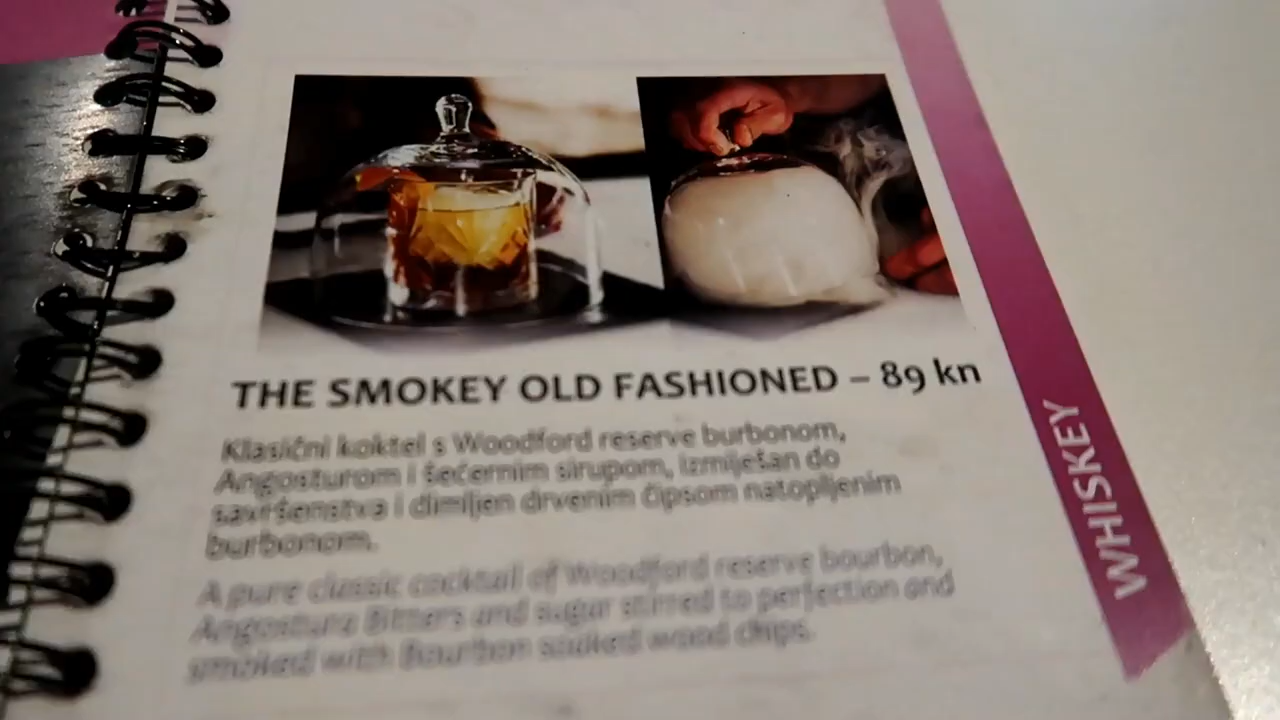 THE SMOKEY OLD FASHIONED – 89 kn
Klasični koktel s Woodford reserve burbonom,
Angosturom i šećernim sirupom, izmiješan do
savršenstva i dimljen drvenim čipsom natopljenim
burbonom.
A pure classic cocktail of Woodford reserve bourbon,
Angostura Bitters and sugar stirred to perfection and
smoked with Bourbon soaked wood chips.
WHISKEY